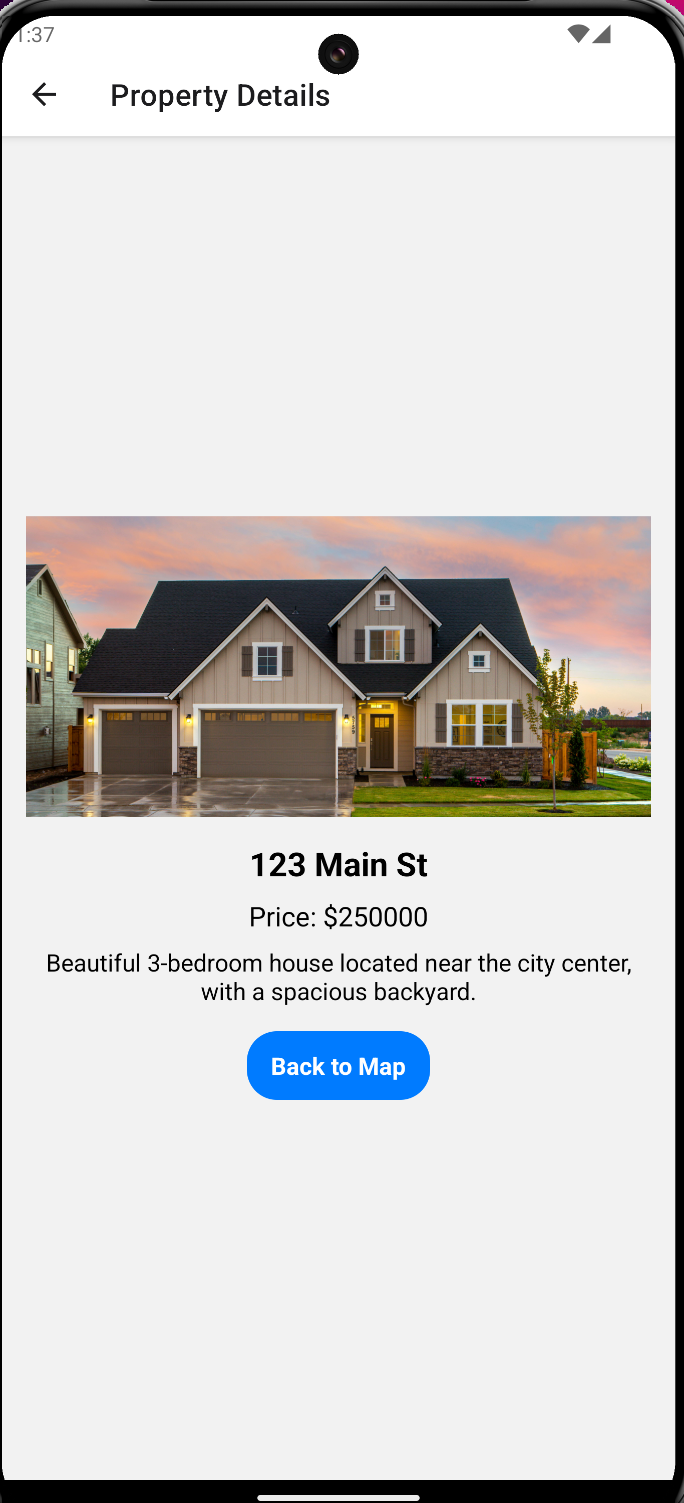 1:37
Property Details
123 Main St
Price: $250000
Beautiful 3-bedroom house located near the city center,
with a spacious backyard.
Back to Map